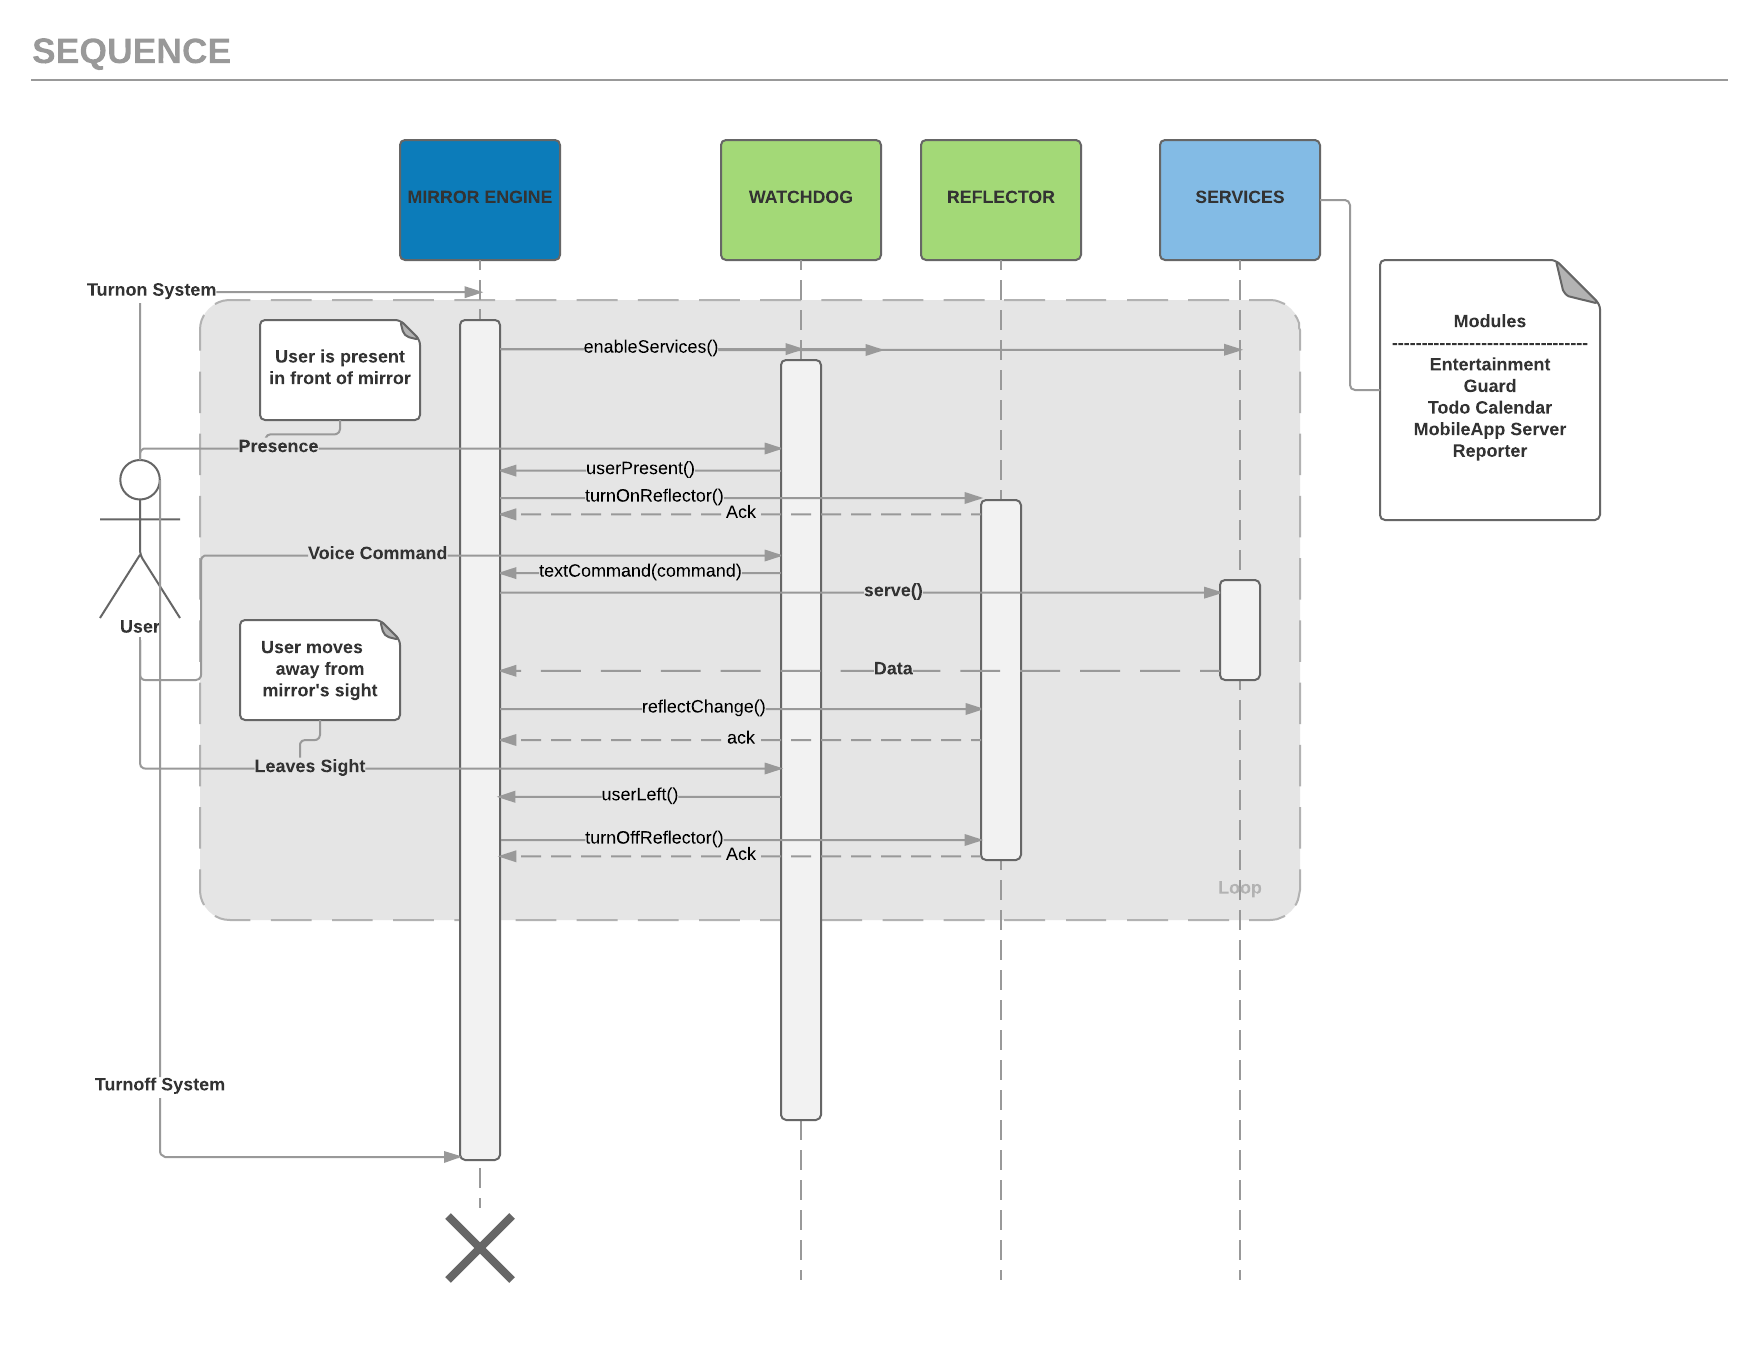 SEQUENCE
MIRROR ENGINE
WATCHDOG
REFLECTOR
SERVICES
Turnon System
Modules
---------------------------------
Entertainment
Guard
Todo Calendar
MobileApp Server
Reporter
User is present
in front of mirror
enableServices()
Presence
userPresent()
turnOnReflector()
Ack
Voice Command
textCommand(command)
serve()
User
User moves
away from
mirror's sight
Data
reflectChange()
ack
Leaves Sight
userLeft()
turnOffReflector()
Ack
Loop
Turnoff System